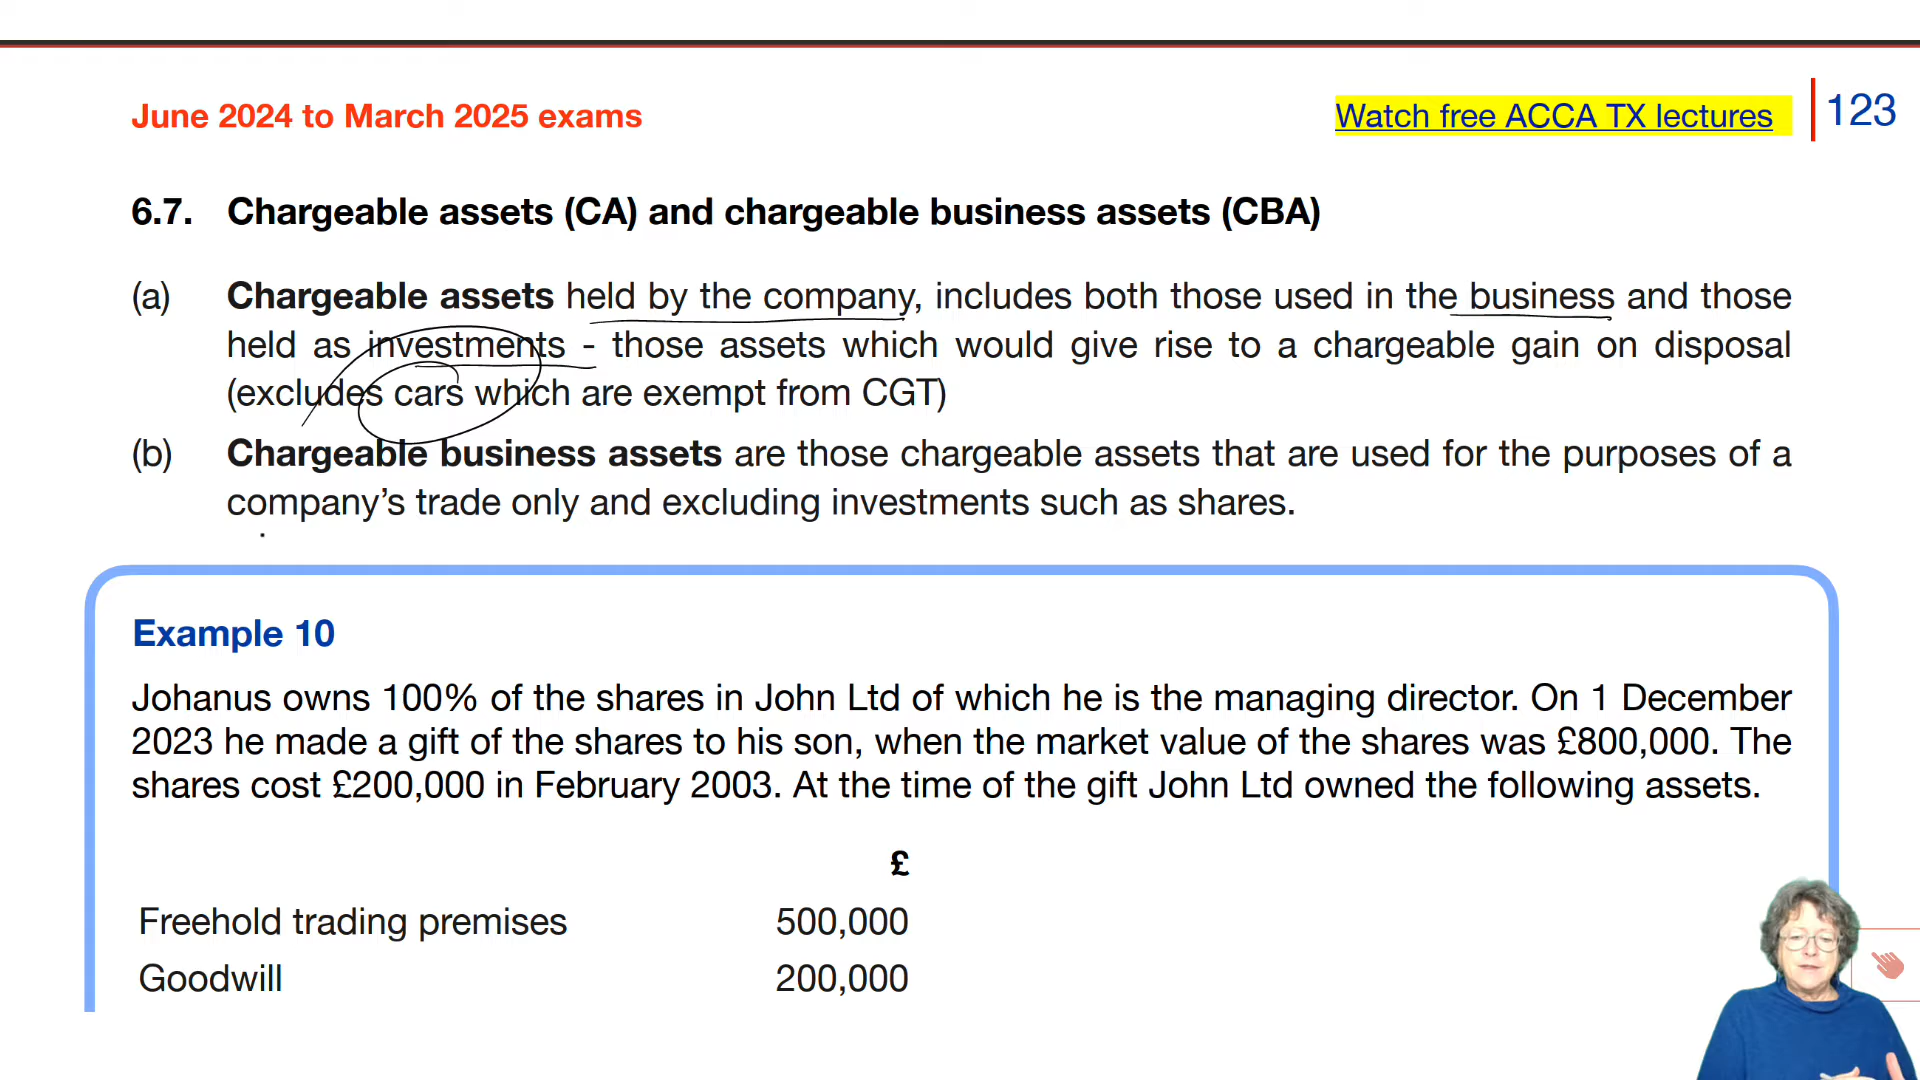 June 2024 to March 2025 exams
Watch free ACCA TX lectures
123
6.7. Chargeable assets (CA) and chargeable business assets (CBA)
(a) Chargeable assets held by the company, includes both those used in the business and those
held as investments - those assets which would give rise to a chargeable gain on disposal
(excludes cars which are exempt from CGT)
(b) Chargeable business assets are those chargeable assets that are used for the purposes of a
company’s trade only and excluding investments such as shares.
Example 10
Johanus owns 100% of the shares in John Ltd of which he is the managing director. On 1 December
2023 he made a gift of the shares to his son, when the market value of the shares was £800,000. The
shares cost £200,000 in February 2003. At the time of the gift John Ltd owned the following assets.
£
Freehold trading premises 500,000
Goodwill 200,000